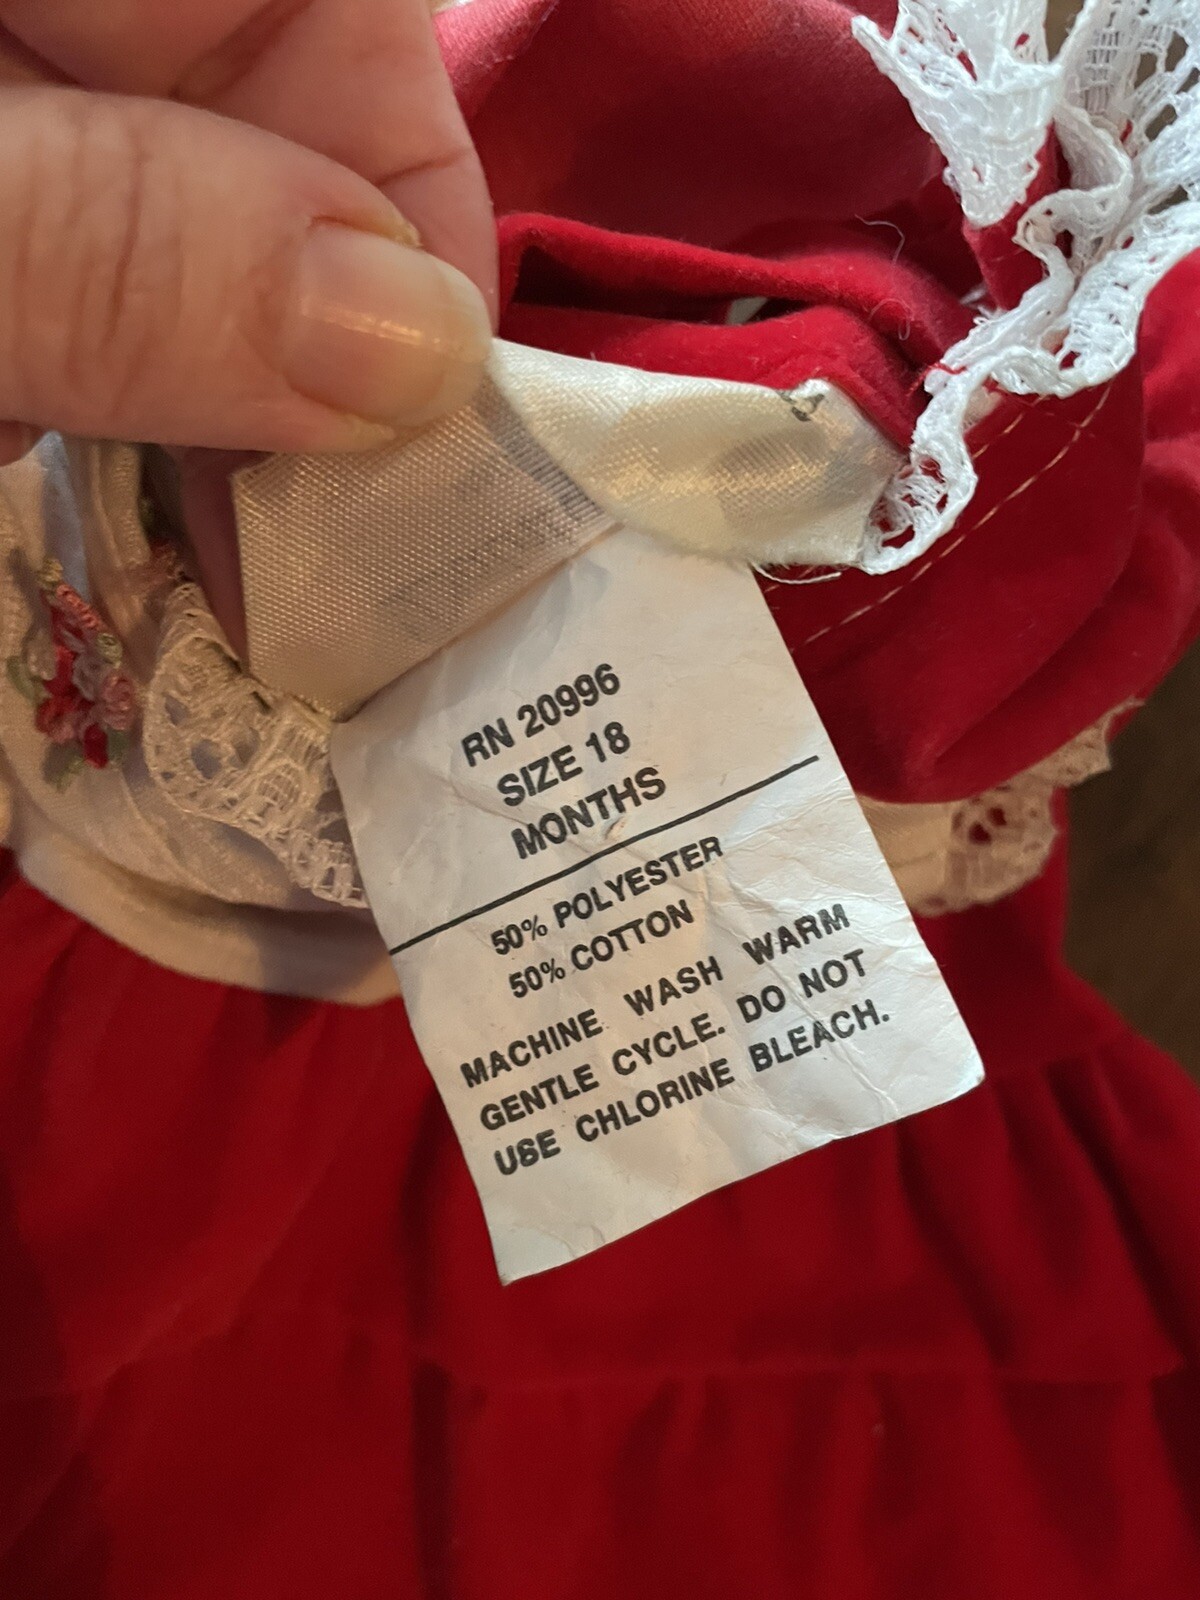 RN 20996
SIZE 18
MONTHS
50% POLYESTER
50% COTTON
MACHINE WASH WARM
GENTLE CYCLE. DO NOT
USE CHLORINE BLEACH.